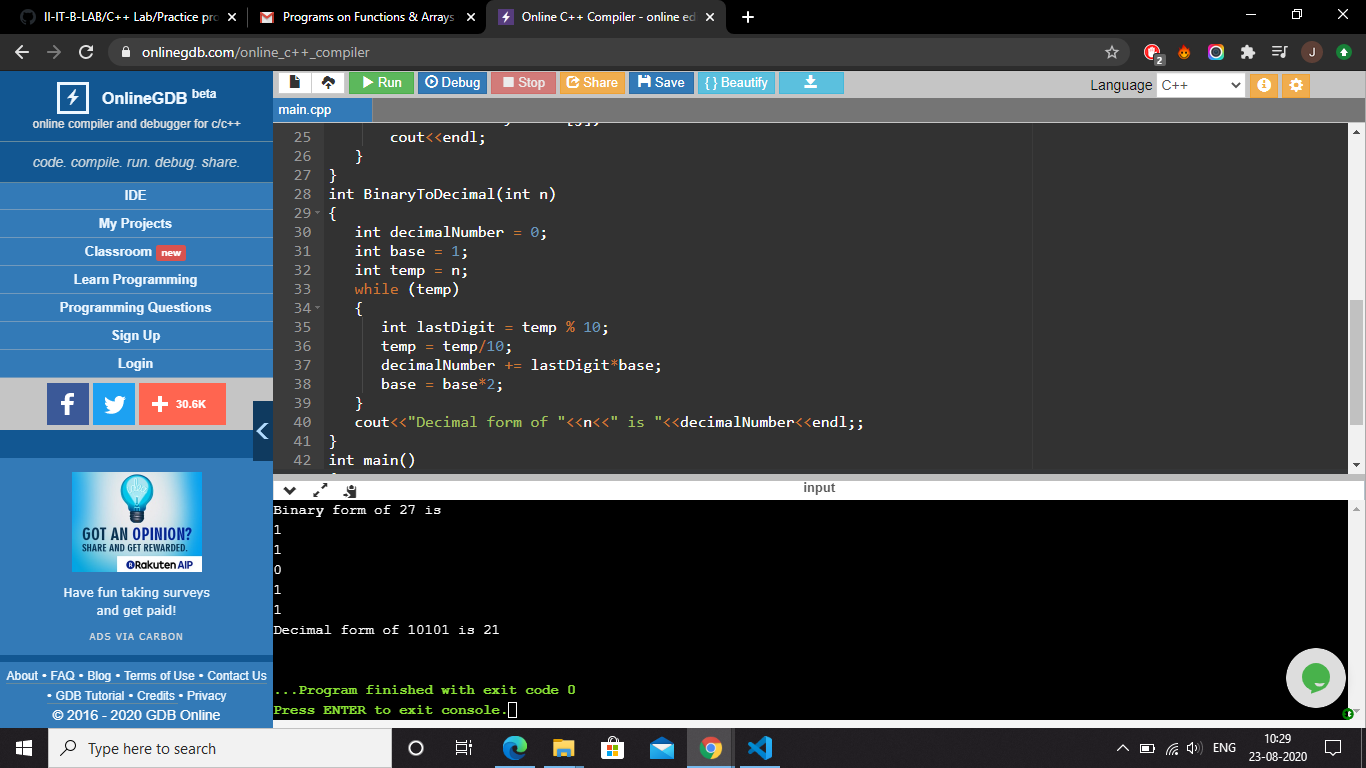 II-IT-B-LAB/C++ Lab/Practice pro
Programs on Functions & Arrays
Online C++ Compiler - online ed
onlinegdb.com/online_c++_compiler
2
J
OnlineGDB beta
online compiler and debugger for c/c++
code. compile. run. debug. share.
IDE
My Projects
Classroom new
Learn Programming
Programming Questions
Sign Up
Login
f
30.6K
GOT AN OPINION?
SHARE AND GET REWARDED.
Rakuten AIP
Have fun taking surveys
and get paid!
ADS VIA CARBON
About • FAQ • Blog • Terms of Use • Contact Us
• GDB Tutorial • Credits • Privacy
© 2016 - 2020 GDB Online
Run Debug Stop Share Save { } Beautify
Language C++
main.cpp
25 cout<<endl;
26 }
27 }
28 int BinaryToDecimal(int n)
29 {
30 int decimalNumber = 0;
31 int base = 1;
32 int temp = n;
33 while (temp)
34 {
35 int lastDigit = temp % 10;
36 temp = temp/10;
37 decimalNumber += lastDigit*base;
38 base = base*2;
39 }
40 cout<<"Decimal form of "<<n<<" is "<<decimalNumber<<endl;;
41 }
42 int main()
input
Binary form of 27 is
1
1
0
1
1
Decimal form of 10101 is 21
...Program finished with exit code 0
Press ENTER to exit console.
Type here to search
ENG
10:29
23-08-2020